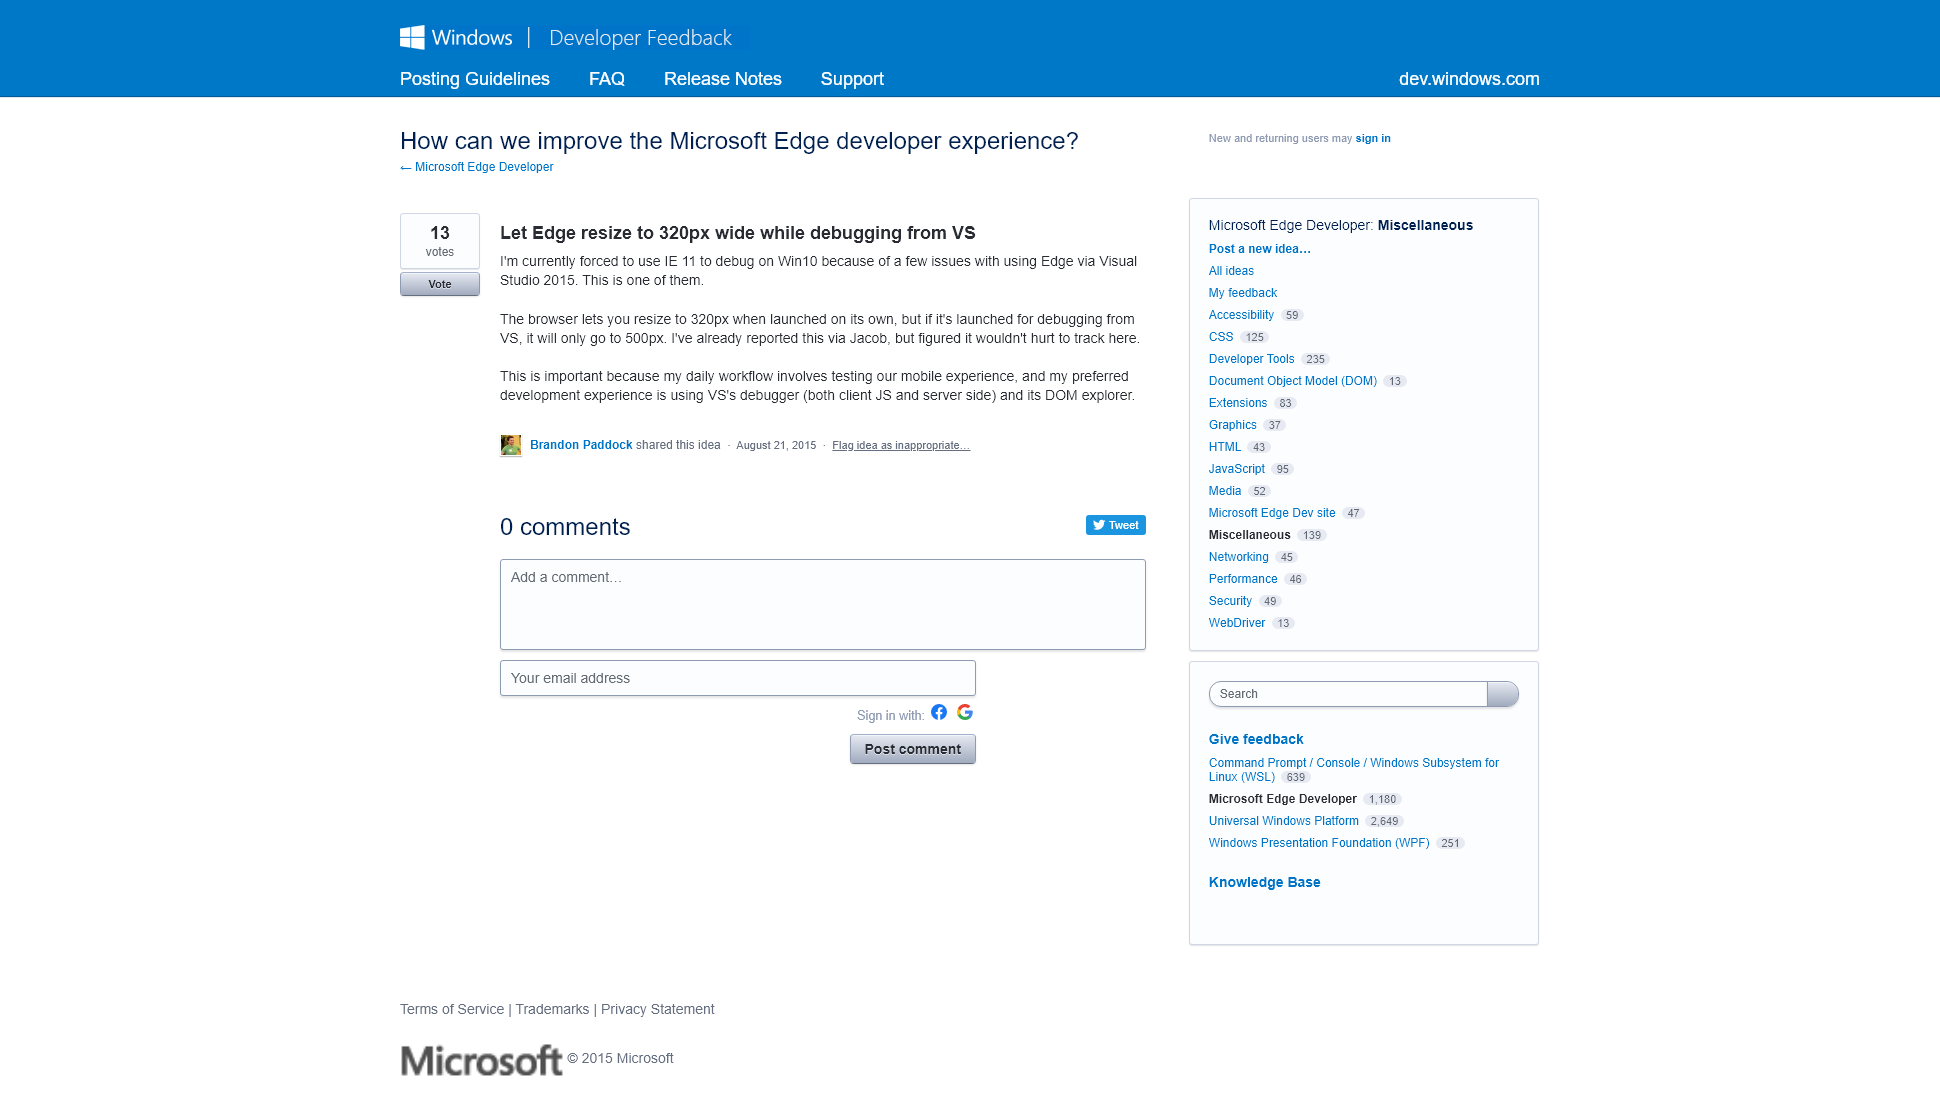 Windows | Developer Feedback
Posting Guidelines FAQ Release Notes Support dev.windows.com
How can we improve the Microsoft Edge developer experience?
← Microsoft Edge Developer
New and returning users may sign in
13
votes
Vote
Let Edge resize to 320px wide while debugging from VS
I'm currently forced to use IE 11 to debug on Win10 because of a few issues with using Edge via Visual
Studio 2015. This is one of them.
The browser lets you resize to 320px when launched on its own, but if it's launched for debugging from
VS, it will only go to 500px. I've already reported this via Jacob, but figured it wouldn't hurt to track here.
This is important because my daily workflow involves testing our mobile experience, and my preferred
development experience is using VS's debugger (both client JS and server side) and its DOM explorer.
Brandon Paddock shared this idea · August 21, 2015 · Flag idea as inappropriate…
0 comments
Tweet
Add a comment…
Your email address
Sign in with:
Post comment
Microsoft Edge Developer: Miscellaneous
Post a new idea…
All ideas
My feedback
Accessibility 59
CSS 125
Developer Tools 235
Document Object Model (DOM) 13
Extensions 83
Graphics 37
HTML 43
JavaScript 95
Media 52
Microsoft Edge Dev site 47
Miscellaneous 139
Networking 45
Performance 46
Security 49
WebDriver 13
Search
Give feedback
Command Prompt / Console / Windows Subsystem for
Linux (WSL) 639
Microsoft Edge Developer 1,180
Universal Windows Platform 2,649
Windows Presentation Foundation (WPF) 251
Knowledge Base
Terms of Service | Trademarks | Privacy Statement
Microsoft © 2015 Microsoft